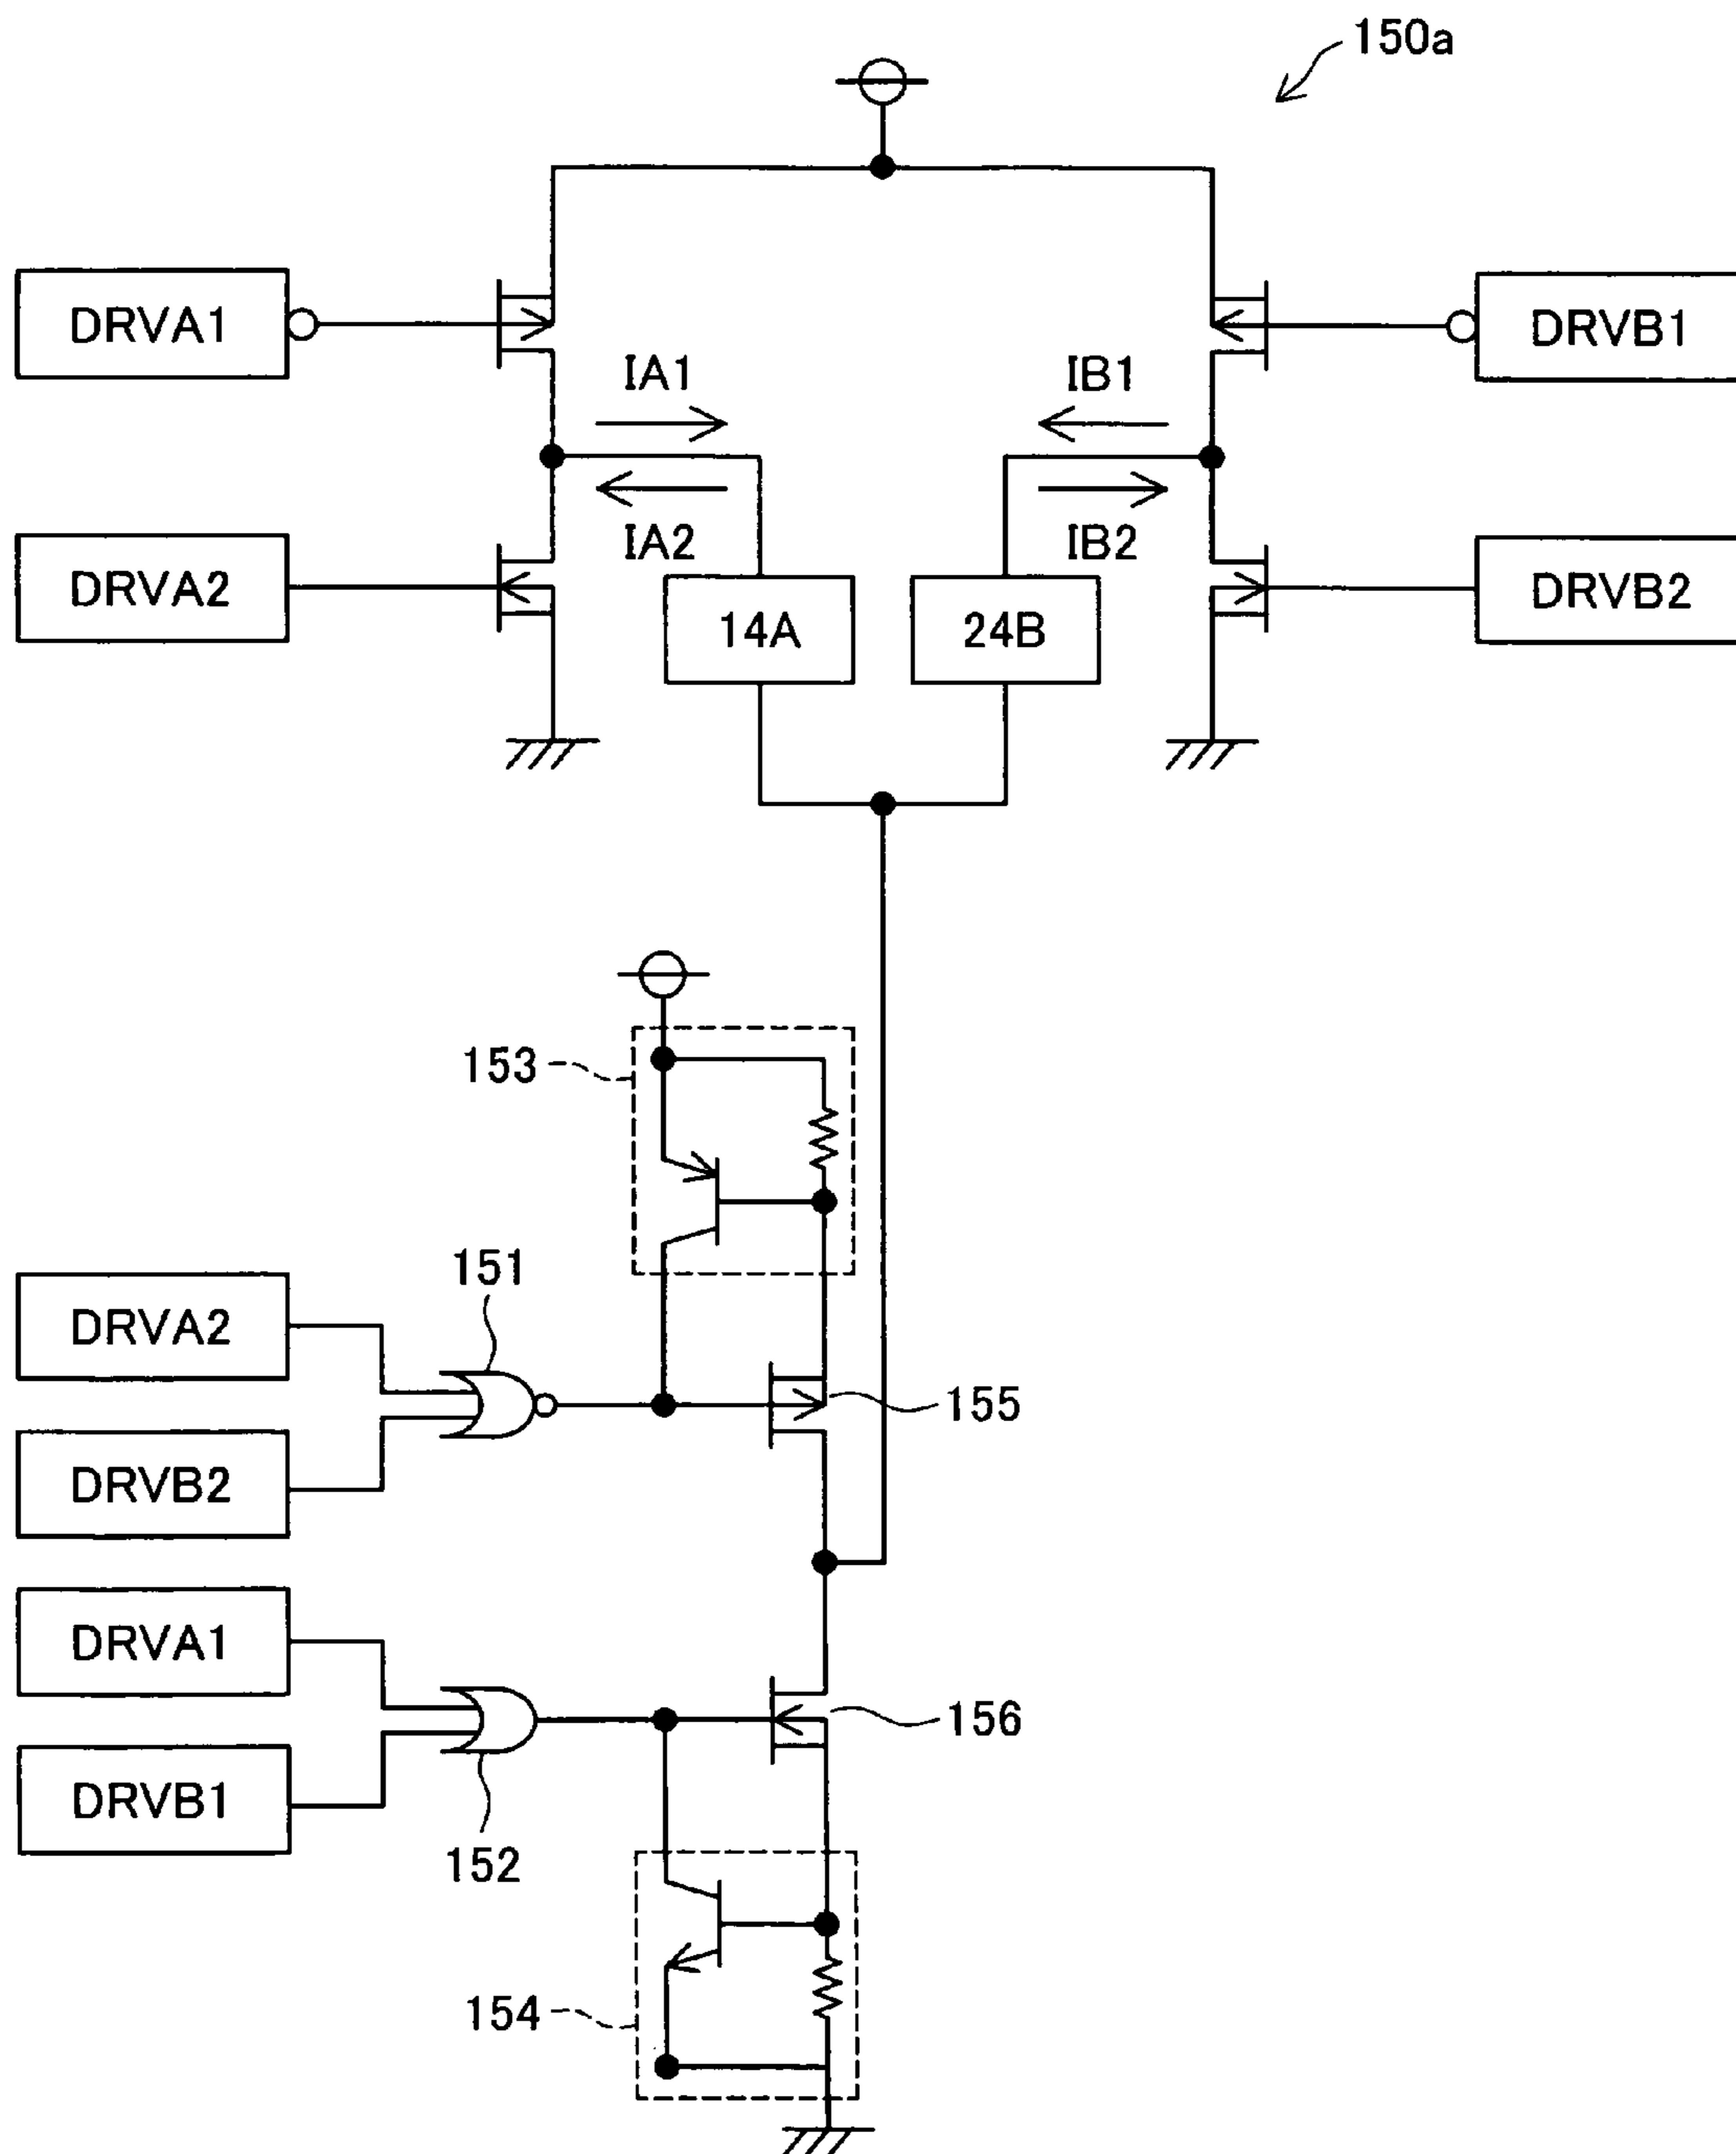 150a
DRVA1
DRVB1
IA1
IB1
IA2
IB2
DRVA2
DRVB2
14A
24B
153
151
DRVA2
155
DRVB2
DRVA1
156
DRVB1
152
154